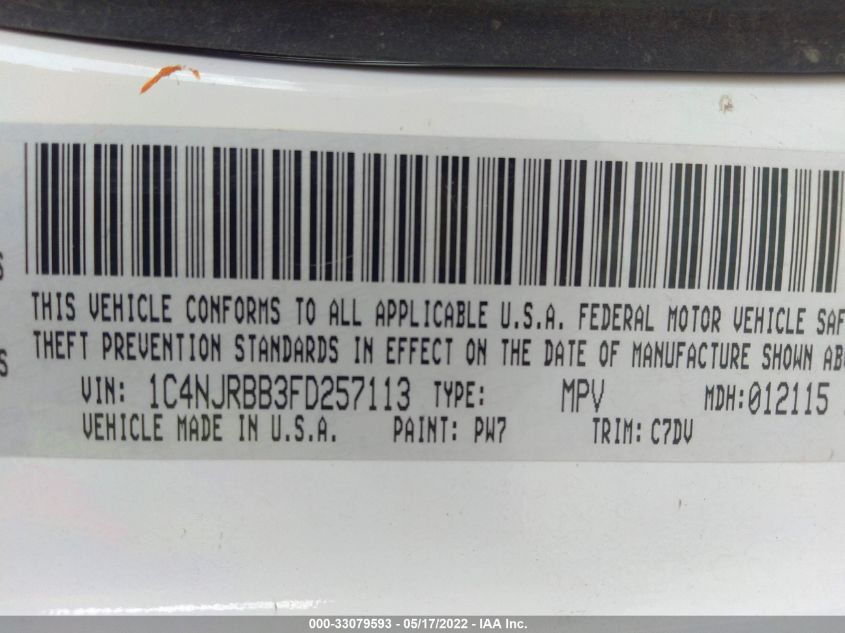 THIS VEHICLE CONFORMS TO ALL APPLICABLE U.S.A. FEDERAL MOTOR VEHICLE SAF
THEFT PREVENTION STANDARDS IN EFFECT ON THE DATE OF MANUFACTURE SHOWN ABO
S
S
VIN: 1C4NJRBB3FD257113 TYPE: MPV MDH:012115
VEHICLE MADE IN U.S.A. PAINT: PW7 TRIM: C7DV
000-33079593 - 05/17/2022 - IAA Inc.